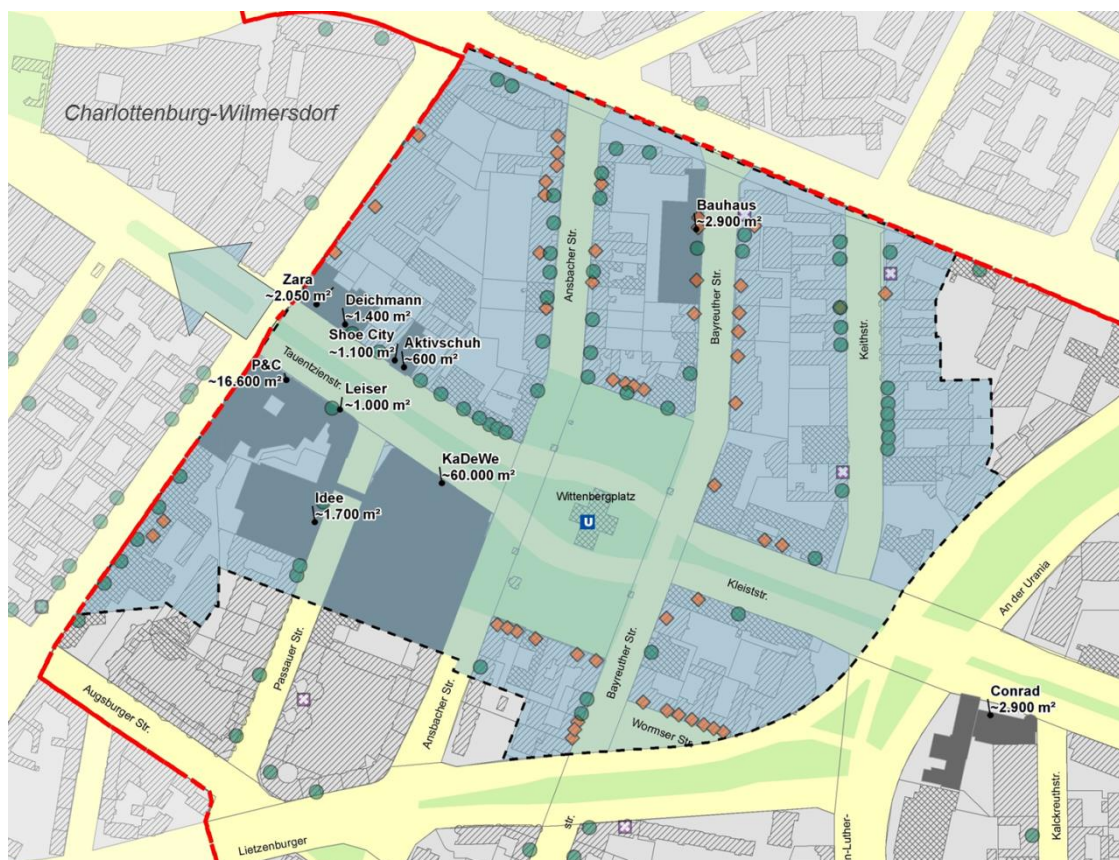 Charlottenburg-Wilmersdorf
Bauhaus
~2.900 m²
Ansbacher Str.
Bayreuther Str.
Keithstr.
Zara
~2.050 m²
Deichmann
~1.400 m²
Shoe City
~1.100 m²
Aktivschuh
~600 m²
Tauentzienstr.
P&C
~16.600 m²
Leiser
~1.000 m²
KaDeWe
~60.000 m²
Idee
~1.700 m²
Wittenbergplatz
U
Kleiststr.
An der Urania
Passauer Str.
Ansbacher Str.
Bayreuther Str.
Augsburger Str.
Wormser Str.
Conrad
~2.900 m²
Kalckreuthstr.
Lietzenburger
str.
n-Luther-